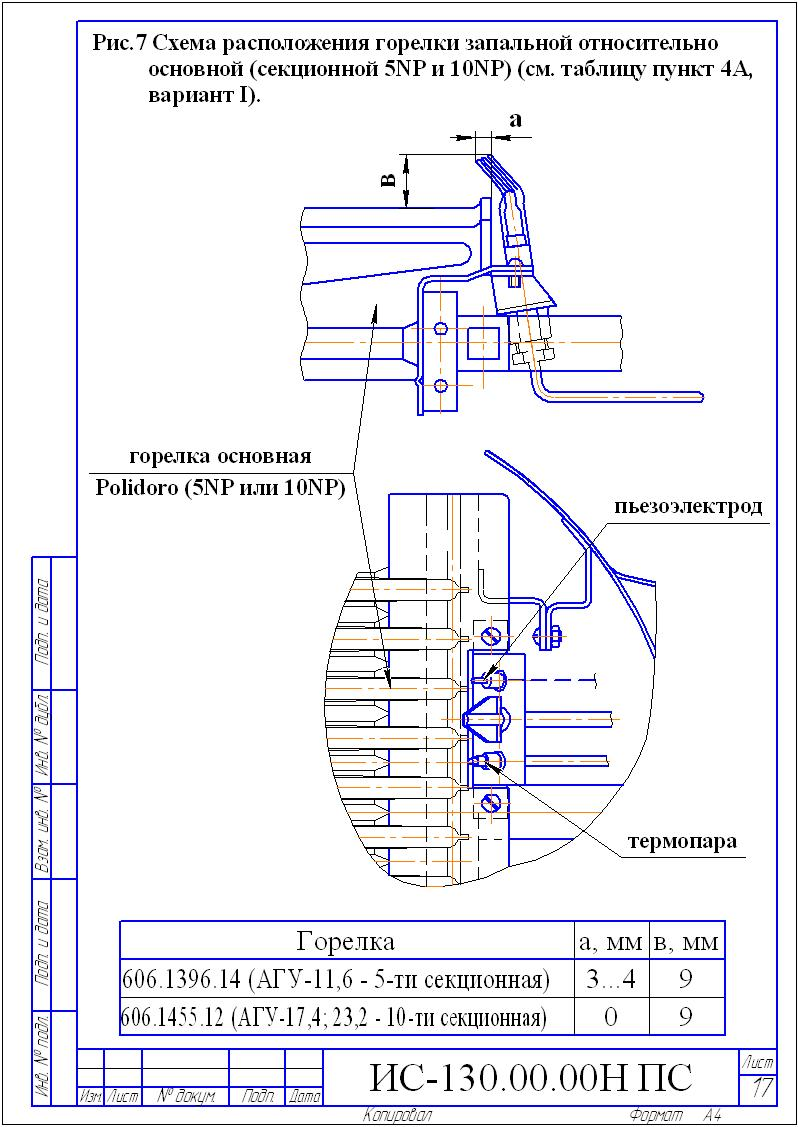 Рис.7 Схема расположения горелки запальной относительно
основной (секционной 5NP и 10NP) (см. таблицу пункт 4А,
вариант I).
а
в
горелка основная
Polidoro (5NP или 10NP)
пьезоэлектрод
термопара
Горелка а, мм в, мм
606.1396.14 (АГУ-11,6 - 5-ти секционная) 3...4 9
606.1455.12 (АГУ-17,4; 23,2 - 10-ти секционная) 0 9
Подп. и дата
Инв. № дубл.
Взам. инв. №
Подп. и дата
Инв. № подл.
Изм. Лист № докум. Подп. Дата
ИС-130.00.00Н ПС
Лист
17
Копировал Формат А4